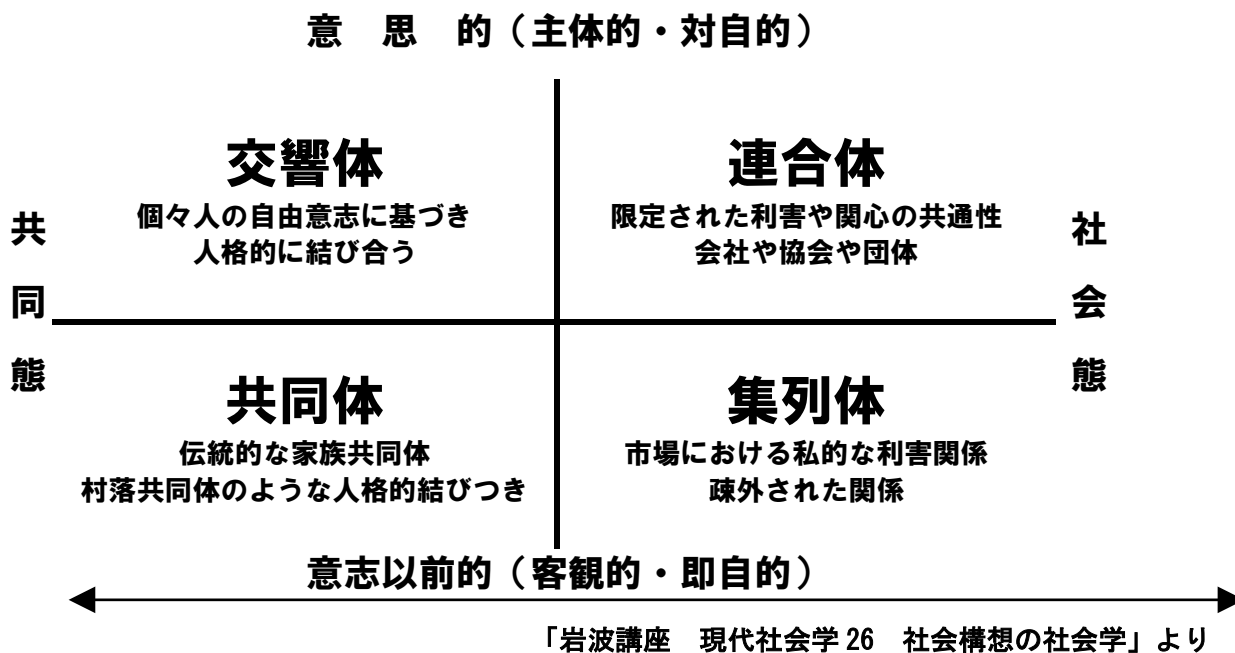 意 思 的（主体的・対自的）
交響体
個々人の自由意志に基づき
人格的に結び合う
連合体
限定された利害や関心の共通性
会社や協会や団体
共同態
社会態
共同体
伝統的な家族共同体
村落共同体のような人格的結びつき
集列体
市場における私的な利害関係
疎外された関係
意志以前的（客観的・即自的）
「岩波講座 現代社会学26 社会構想の社会学」より